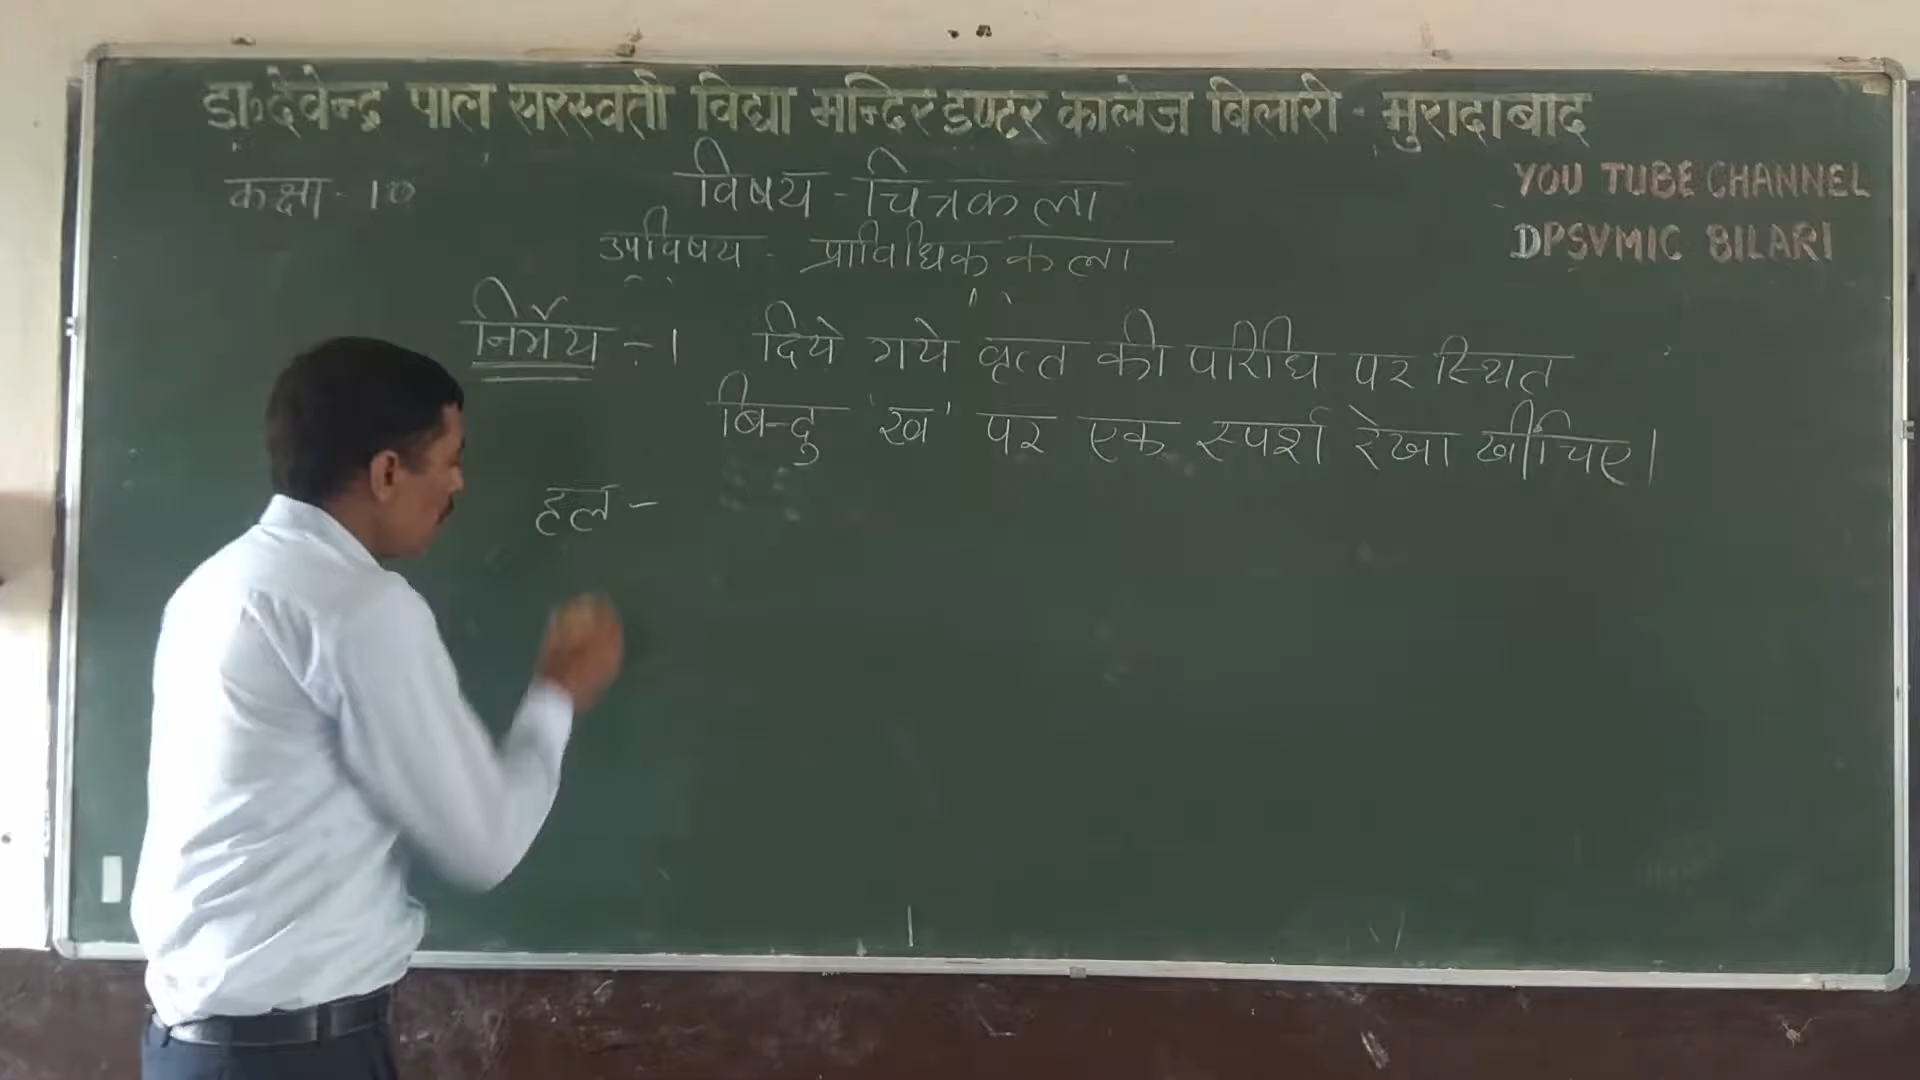 डा० देवेन्द्र पाल सरस्वती विद्या मन्दिर इण्टर कालेज बिलारी - मुरादाबाद
कक्षा - 10
विषय - चित्रकला
उपविषय - प्राविधिक कला
YOU TUBE CHANNEL
DPSVMIC BILARI
निर्मेय ÷ 1 दिये गये वृत्त की परिधि पर स्थित
बिन्दु 'ख' पर एक स्पर्श रेखा खींचिए।
हल -